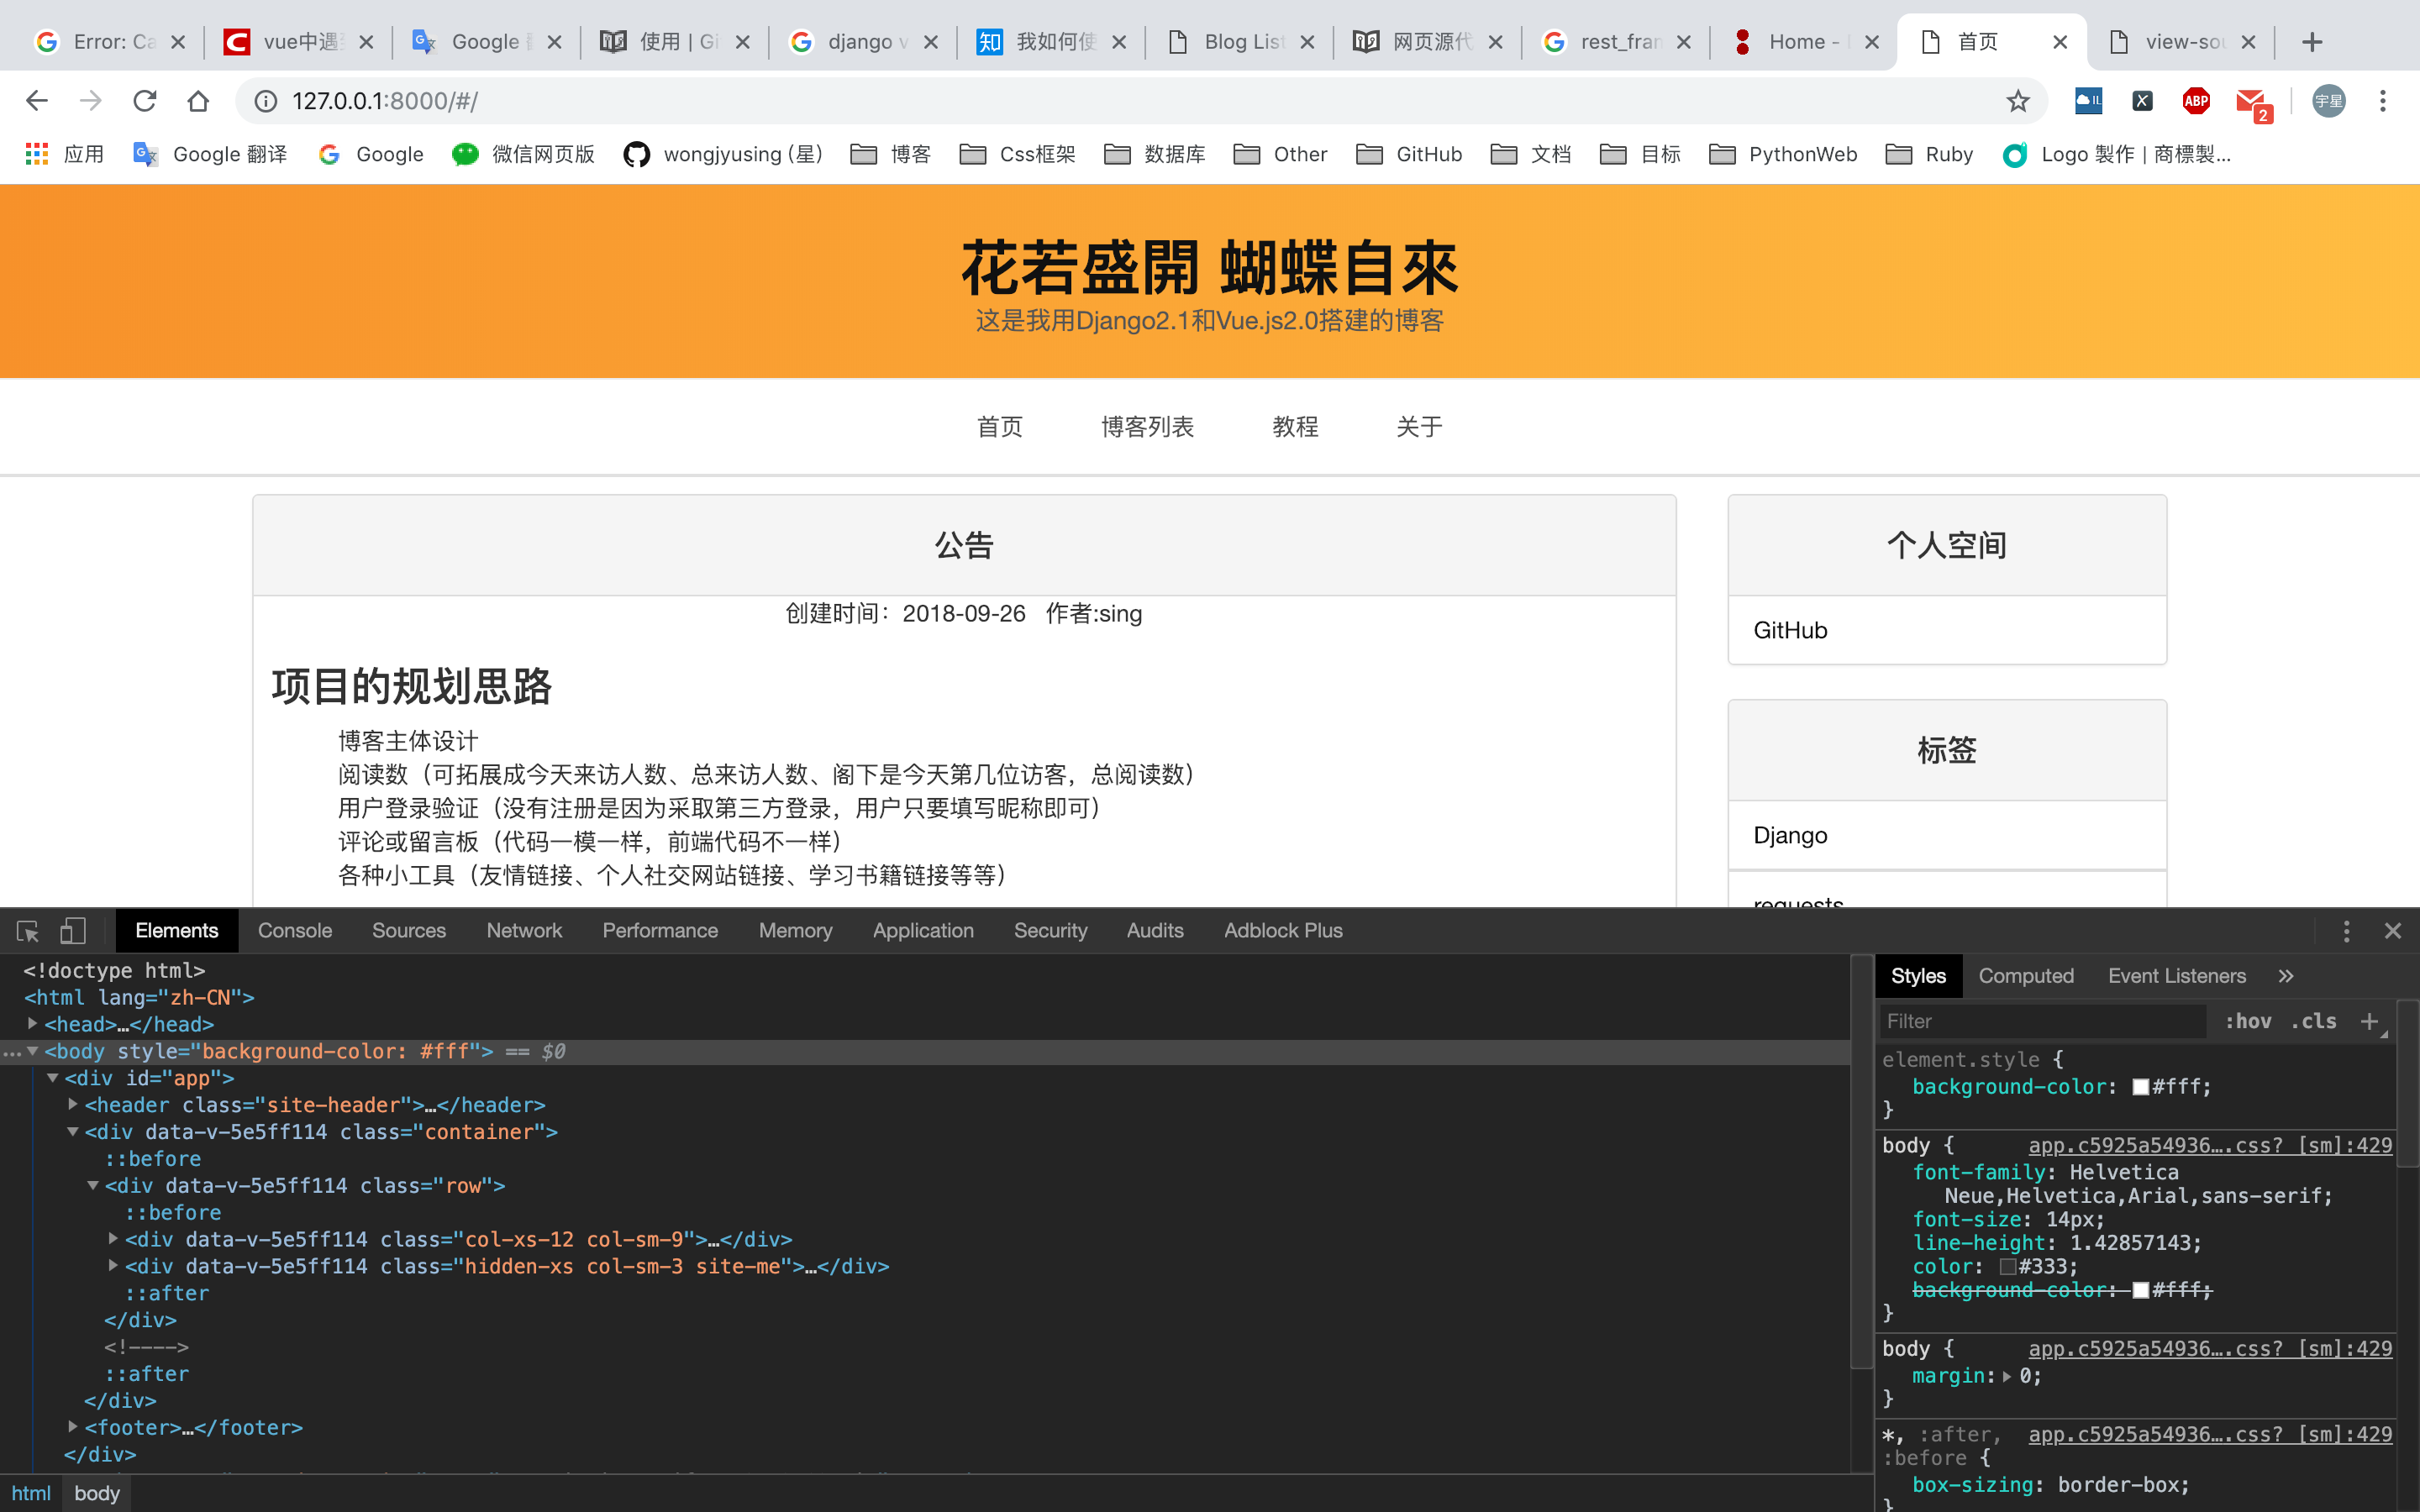 Error: Ca
vue中遇到
Google
使用 | Gi
django v
我如何使
Blog List
网页源代
rest_fran
Home -
首页
view-sou
127.0.0.1:8000/#/
ABP
2
宇星
应用
Google 翻译
Google
微信网页版
wongjyusing (星)
博客
Css框架
数据库
Other
GitHub
文档
目标
PythonWeb
Ruby
Logo 製作 | 商標製...
花若盛開 蝴蝶自來
这是我用Django2.1和Vue.js2.0搭建的博客
首页 博客列表 教程 关于
公告
创建时间：2018-09-26 作者:sing
项目的规划思路
博客主体设计
阅读数（可拓展成今天来访人数、总来访人数、阁下是今天第几位访客，总阅读数）
用户登录验证（没有注册是因为采取第三方登录，用户只要填写昵称即可）
评论或留言板（代码一模一样，前端代码不一样）
各种小工具（友情链接、个人社交网站链接、学习书籍链接等等）
个人空间
GitHub
标签
Django
requests
Elements Console Sources Network Performance Memory Application Security Audits Adblock Plus
<!doctype html>
<html lang="zh-CN">
<head>…</head>
…<body style="background-color: #fff"> == $0
<div id="app">
<header class="site-header">…</header>
<div data-v-5e5ff114 class="container">
::before
<div data-v-5e5ff114 class="row">
::before
<div data-v-5e5ff114 class="col-xs-12 col-sm-9">…</div>
<div data-v-5e5ff114 class="hidden-xs col-sm-3 site-me">…</div>
::after
</div>
<!---->
::after
</div>
<footer>…</footer>
</div>
html body
Styles Computed Event Listeners »
Filter :hov .cls +
element.style {
background-color: #fff;
}
body { app.c5925a54936….css? [sm]:429
font-family: Helvetica
Neue,Helvetica,Arial,sans-serif;
font-size: 14px;
line-height: 1.42857143;
color: #333;
background-color: #fff;
}
body { app.c5925a54936….css? [sm]:429
margin: 0;
}
*, :after, app.c5925a54936….css? [sm]:429
:before {
box-sizing: border-box;
}